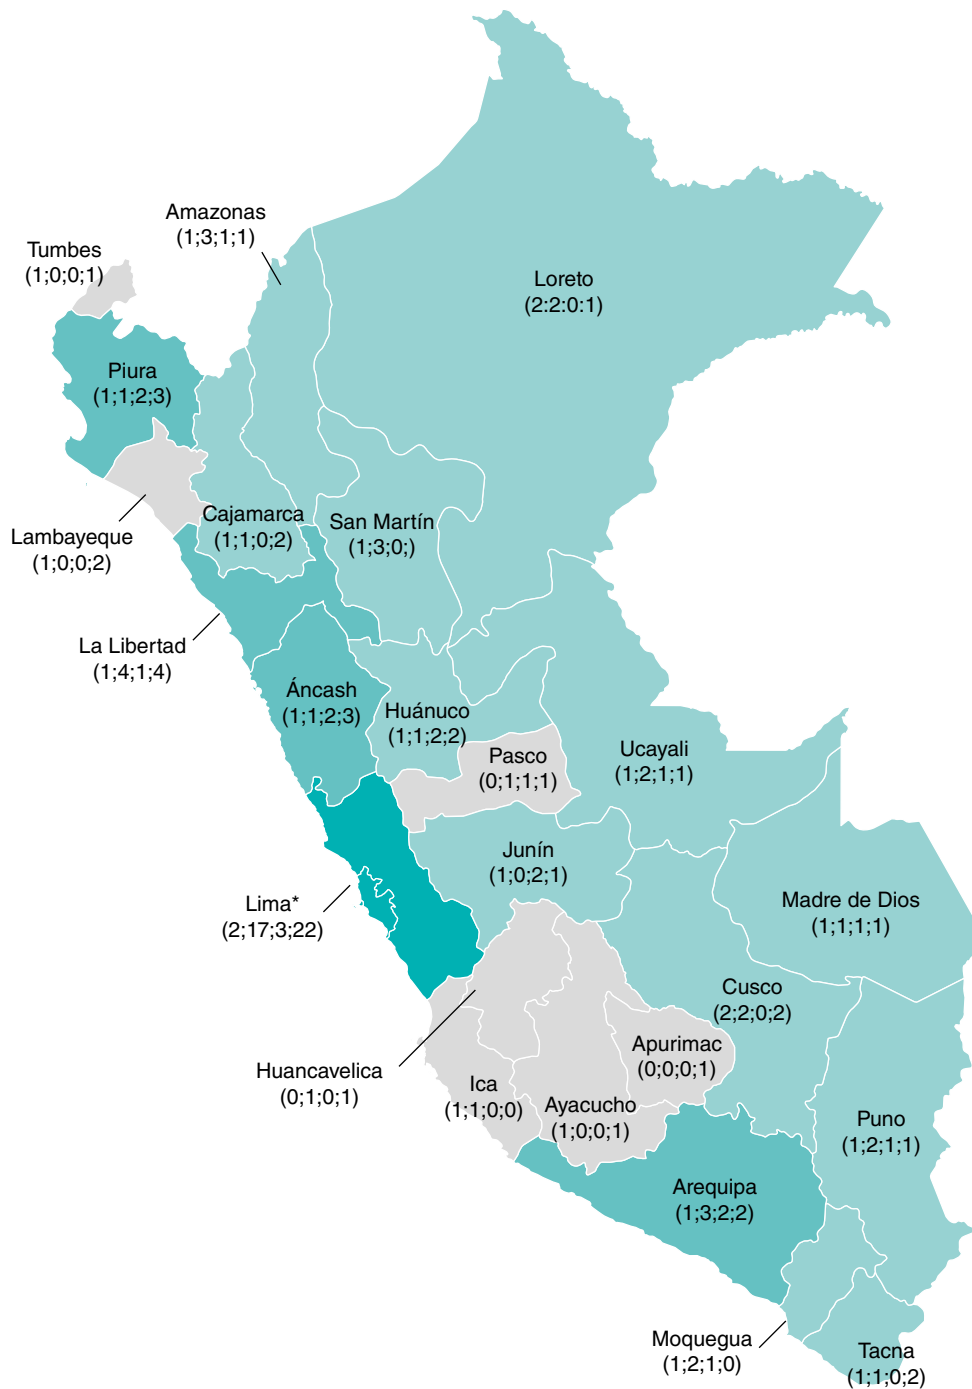 Amazonas
(1;3;1;1)
Tumbes
(1;0;0;1)
Loreto
(2:2:0:1)
Piura
(1;1;2;3)
Cajamarca
(1;1;0;2)
San Martín
(1;3;0;)
Lambayeque
(1;0;0;2)
La Libertad
(1;4;1;4)
Áncash
(1;1;2;3)
Huánuco
(1;1;2;2)
Pasco
(0;1;1;1)
Ucayali
(1;2;1;1)
Junín
(1;0;2;1)
Lima*
(2;17;3;22)
Madre de Dios
(1;1;1;1)
Cusco
(2;2;0;2)
Apurimac
(0;0;0;1)
Huancavelica
(0;1;0;1)
Ica
(1;1;0;0)
Ayacucho
(1;0;0;1)
Puno
(1;2;1;1)
Arequipa
(1;3;2;2)
Moquegua
(1;2;1;0)
Tacna
(1;1;0;2)